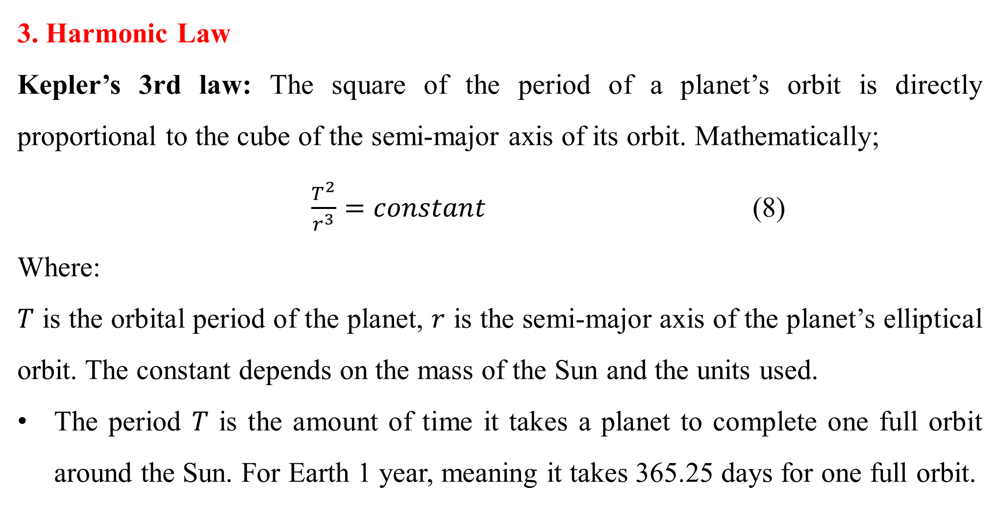 3. Harmonic Law
Kepler’s 3rd law: The square of the period of a planet’s orbit is directly
proportional to the cube of the semi-major axis of its orbit. Mathematically;
T²/r³ = constant (8)
Where:
T is the orbital period of the planet, r is the semi-major axis of the planet’s elliptical
orbit. The constant depends on the mass of the Sun and the units used.
• The period T is the amount of time it takes a planet to complete one full orbit
around the Sun. For Earth 1 year, meaning it takes 365.25 days for one full orbit.